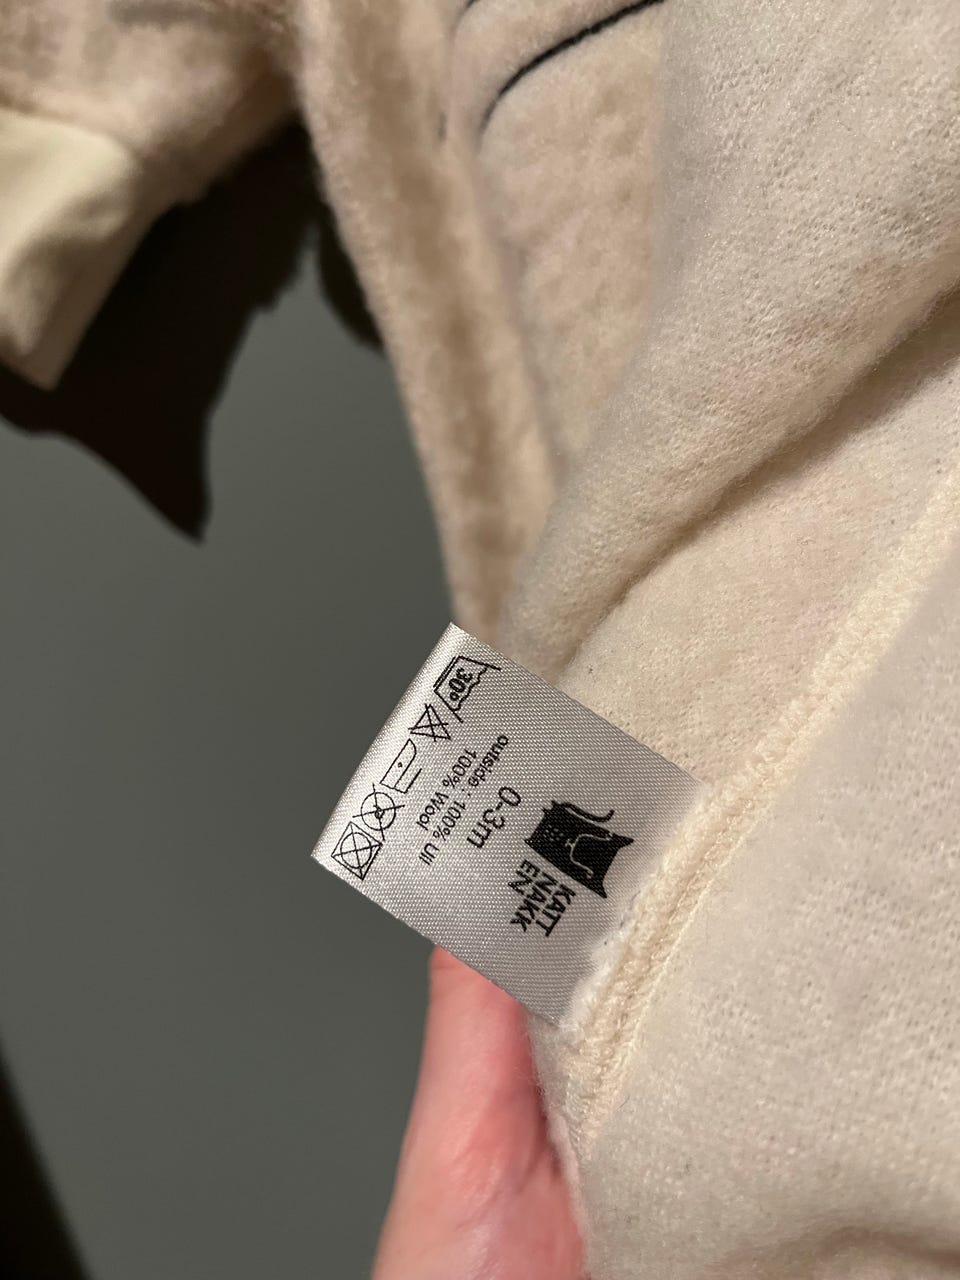 KATT
NAKK
EN
0-3m
outside : 100% Ull
100% Wool
30°
P